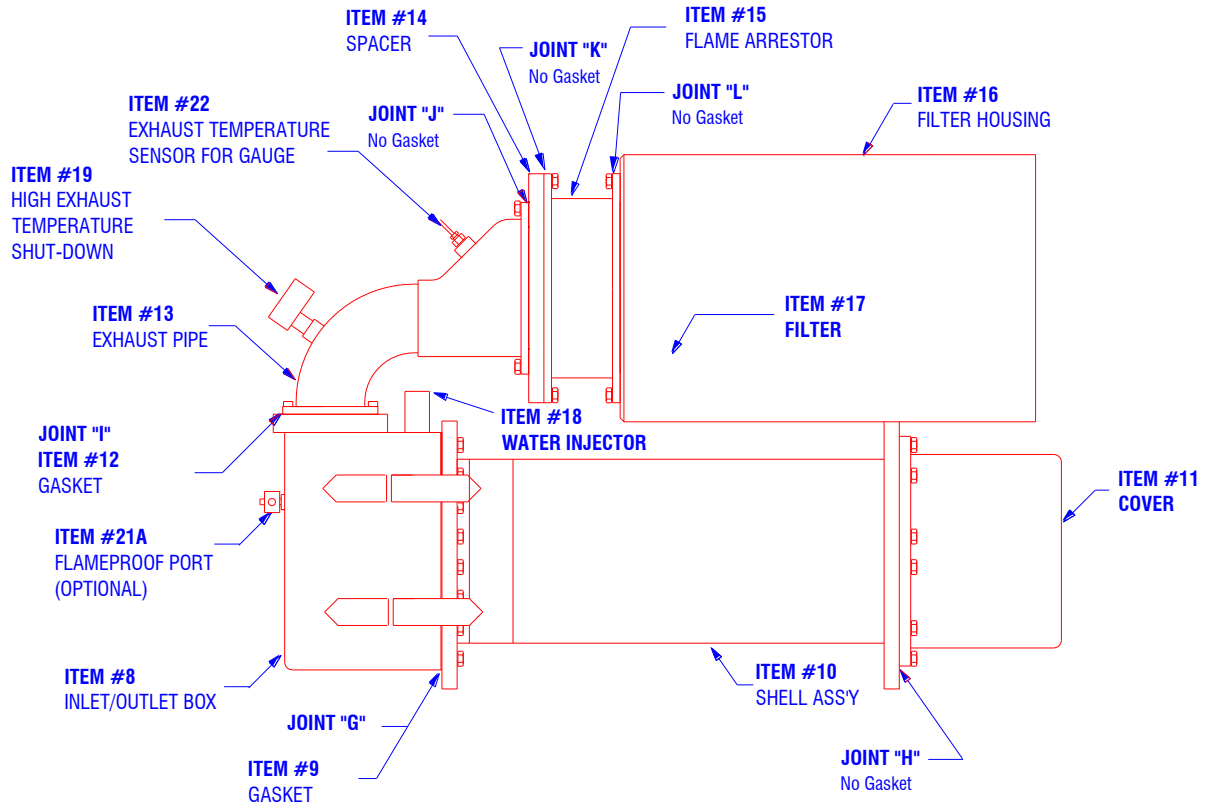 ITEM #14
SPACER
ITEM #15
FLAME ARRESTOR
JOINT "K"
No Gasket
ITEM #22
EXHAUST TEMPERATURE
SENSOR FOR GAUGE
JOINT "J"
No Gasket
JOINT "L"
No Gasket
ITEM #16
FILTER HOUSING
ITEM #19
HIGH EXHAUST
TEMPERATURE
SHUT-DOWN
ITEM #13
EXHAUST PIPE
ITEM #17
FILTER
ITEM #18
WATER INJECTOR
JOINT "I"
ITEM #12
GASKET
ITEM #11
COVER
ITEM #21A
FLAMEPROOF PORT
(OPTIONAL)
ITEM #8
INLET/OUTLET BOX
ITEM #10
SHELL ASS'Y
JOINT "G"
ITEM #9
GASKET
JOINT "H"
No Gasket